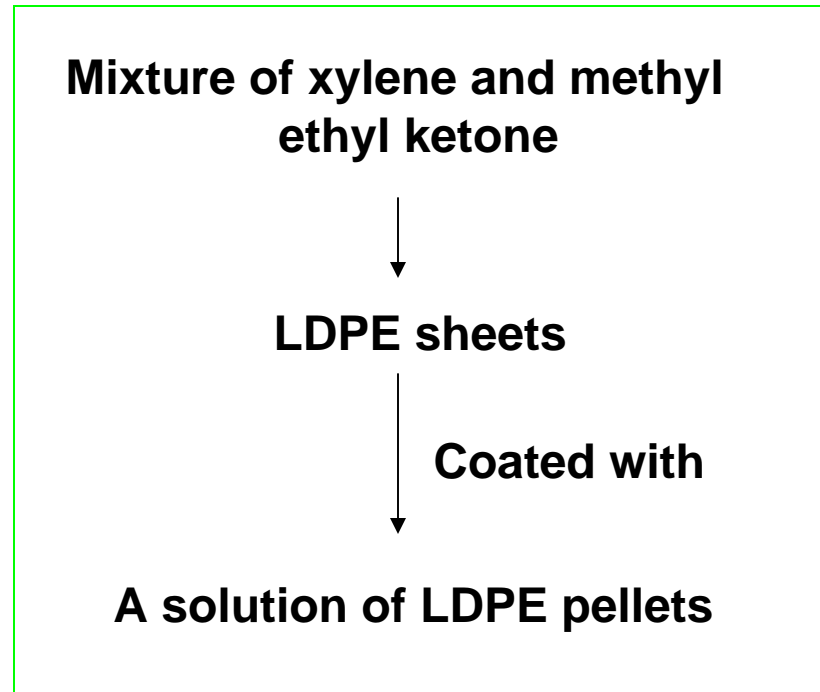 Mixture of xylene and methyl
ethyl ketone
LDPE sheets
Coated with
A solution of LDPE pellets